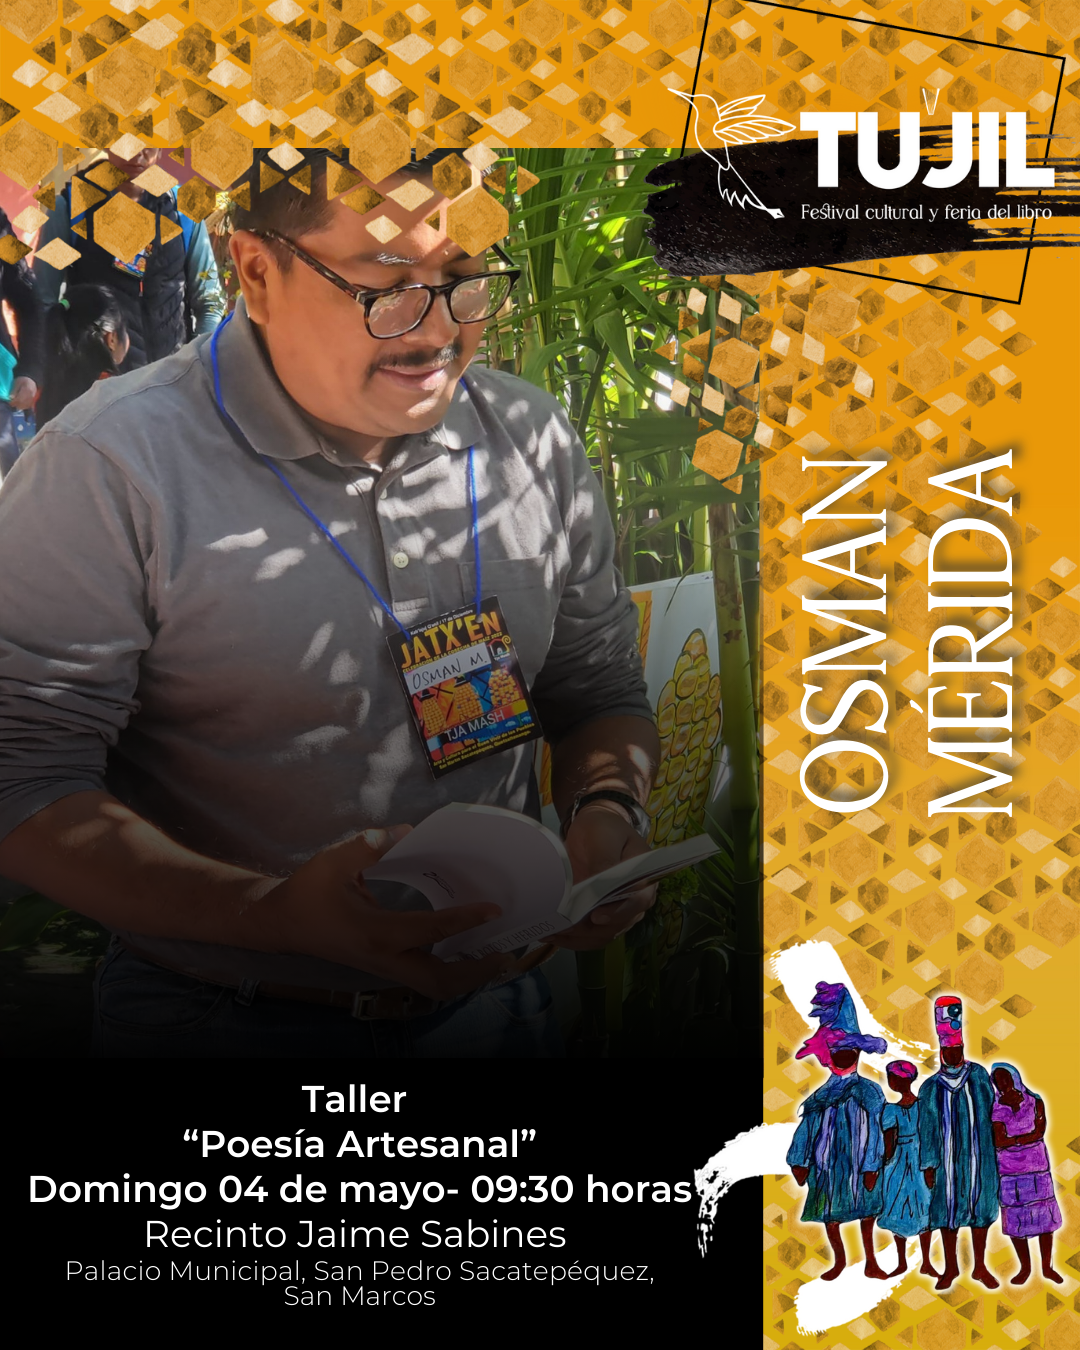 TUJIL
Festival cultural y feria del libro
OSMAN
MÉRIDA
JATX'EN
OSMAN M.
TJA MASH
Taller
“Poesía Artesanal”
Domingo 04 de mayo- 09:30 horas
Recinto Jaime Sabines
Palacio Municipal, San Pedro Sacatepéquez,
San Marcos